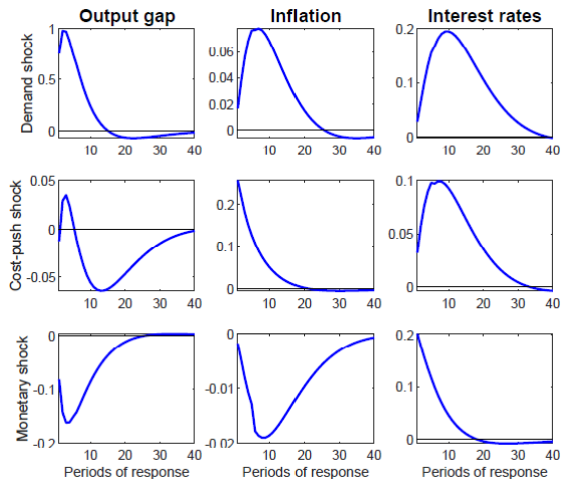 Output gap Inflation Interest rates
Demand shock
1
0.5
0
10 20 30 40
0.06
0.04
0.02
0
10 20 30 40
0.2
0.1
0
10 20 30 40
Cost-push shock
0.05
0
-0.05
10 20 30 40
0.2
0.1
0
10 20 30 40
0.1
0.05
0
10 20 30 40
Monetary shock
0
-0.1
-0.2
10 20 30 40
Periods of response
0
-0.01
-0.02
10 20 30 40
Periods of response
0.2
0.1
0
10 20 30 40
Periods of response